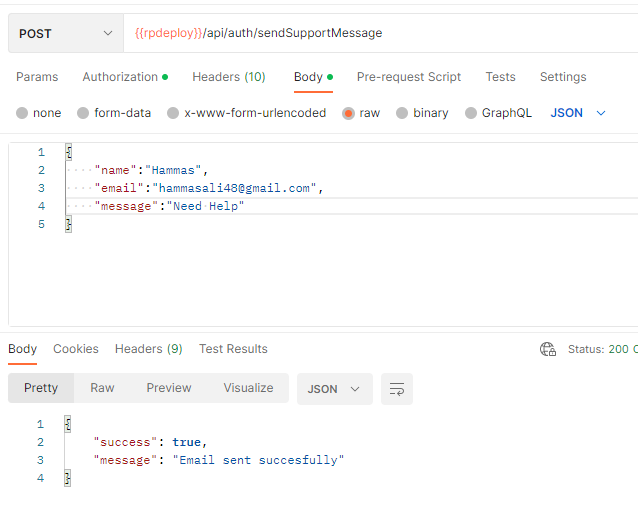 POST {{rpdeploy}}/api/auth/sendSupportMessage
Params Authorization Headers (10) Body Pre-request Script Tests Settings
none form-data x-www-form-urlencoded raw binary GraphQL JSON
1 {
2 "name":"Hammas",
3 "email":"hammasali48@gmail.com",
4 "message":"Need Help"
5 }
Body Cookies Headers (9) Test Results Status: 200 O
Pretty Raw Preview Visualize JSON
1 {
2 "success": true,
3 "message": "Email sent succesfully"
4 }